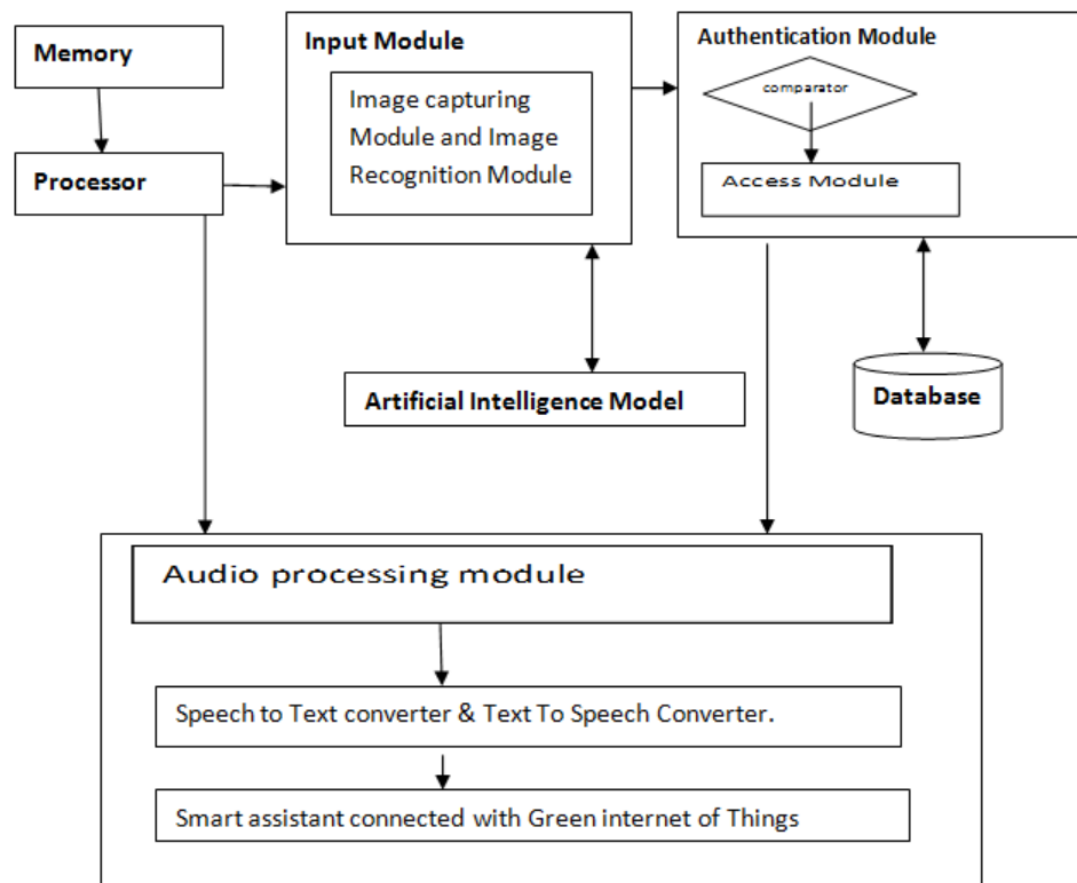 Memory
Processor
Input Module
Image capturing
Module and Image
Recognition Module
Authentication Module
comparator
Access Module
Artificial Intelligence Model
Database
Audio processing module
Speech to Text converter & Text To Speech Converter.
Smart assistant connected with Green internet of Things